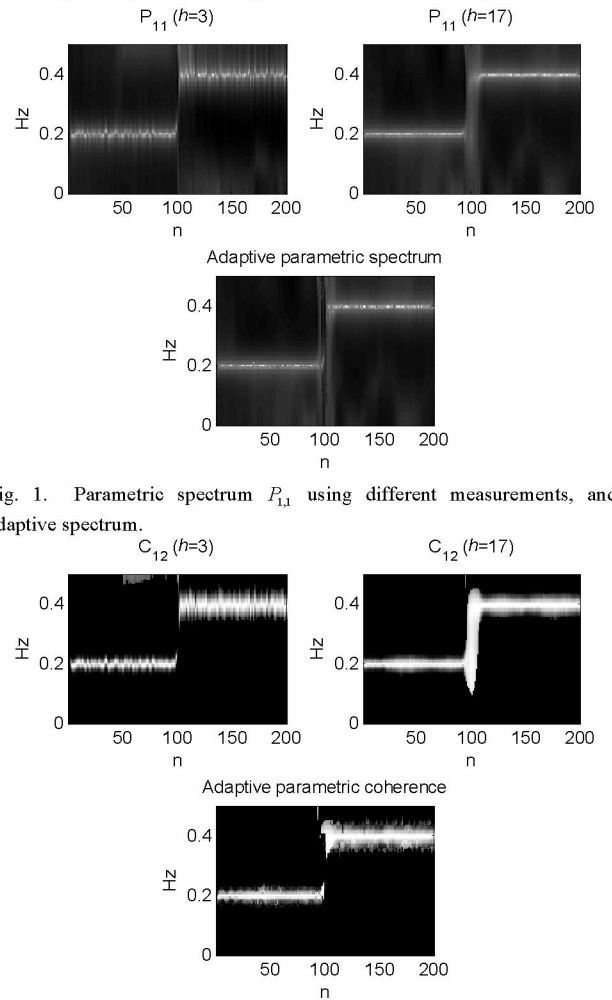 P11 (h=3)
P11 (h=17)
Hz
0.4
0.2
0
50 100 150 200
n
Hz
0.4
0.2
0
50 100 150 200
n
Adaptive parametric spectrum
Hz
0.4
0.2
0
50 100 150 200
n
ig. 1. Parametric spectrum P1,1 using different measurements, and
daptive spectrum.
C12 (h=3)
C12 (h=17)
Hz
0.4
0.2
0
50 100 150 200
n
Hz
0.4
0.2
0
50 100 150 200
n
Adaptive parametric coherence
Hz
0.4
0.2
0
50 100 150 200
n